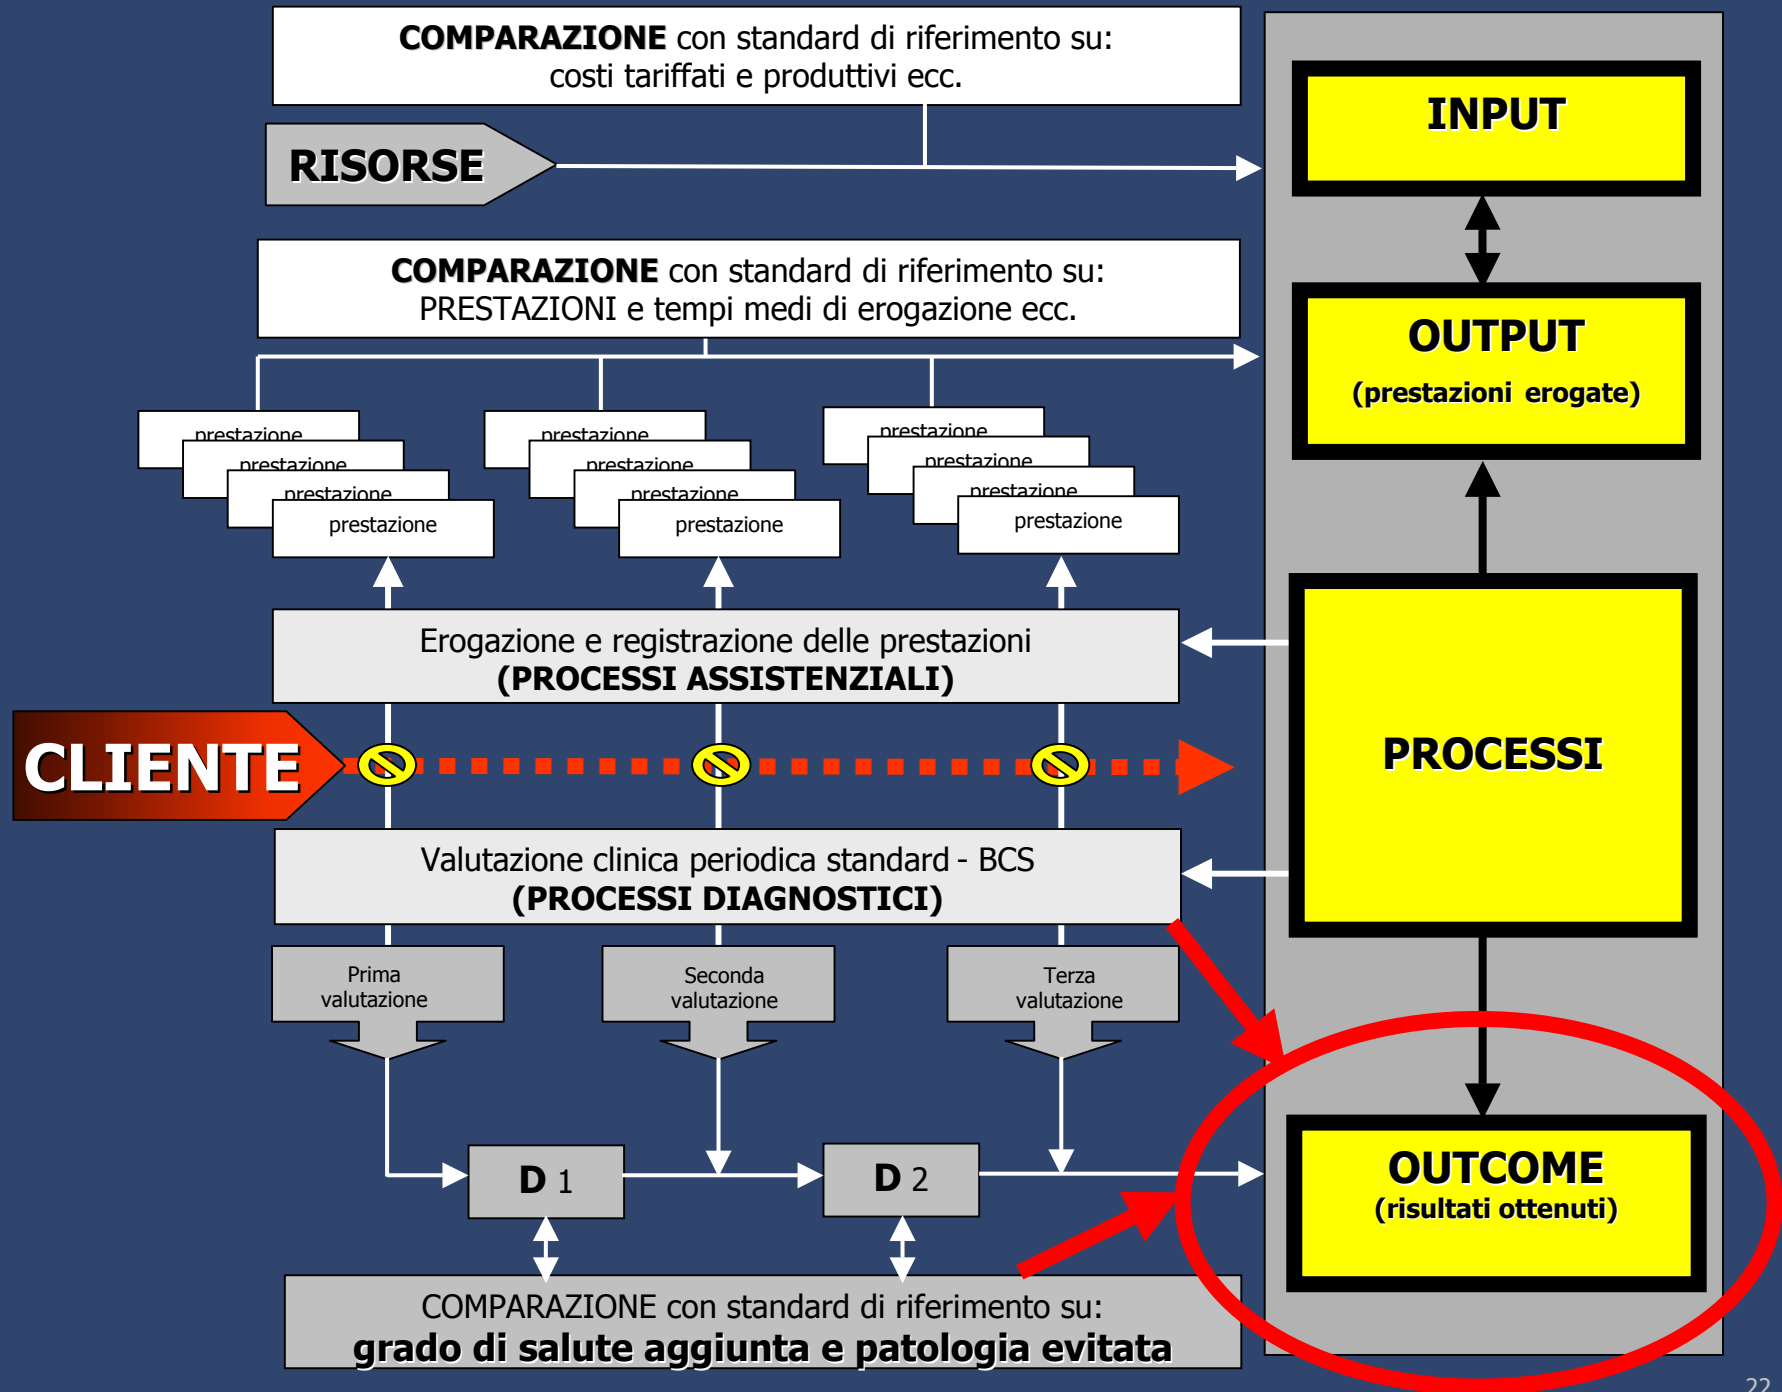 COMPARAZIONE con standard di riferimento su:
costi tariffati e produttivi ecc.
INPUT
RISORSE
COMPARAZIONE con standard di riferimento su:
PRESTAZIONI e tempi medi di erogazione ecc.
OUTPUT
(prestazioni erogate)
prestazione
prestazione
prestazione
prestazione
prestazione
prestazione
prestazione
prestazione
prestazione
prestazione
prestazione
prestazione
Erogazione e registrazione delle prestazioni
(PROCESSI ASSISTENZIALI)
CLIENTE
PROCESSI
Valutazione clinica periodica standard - BCS
(PROCESSI DIAGNOSTICI)
Prima
valutazione
Seconda
valutazione
Terza
valutazione
D 1
D 2
OUTCOME
(risultati ottenuti)
COMPARAZIONE con standard di riferimento su:
grado di salute aggiunta e patologia evitata
22